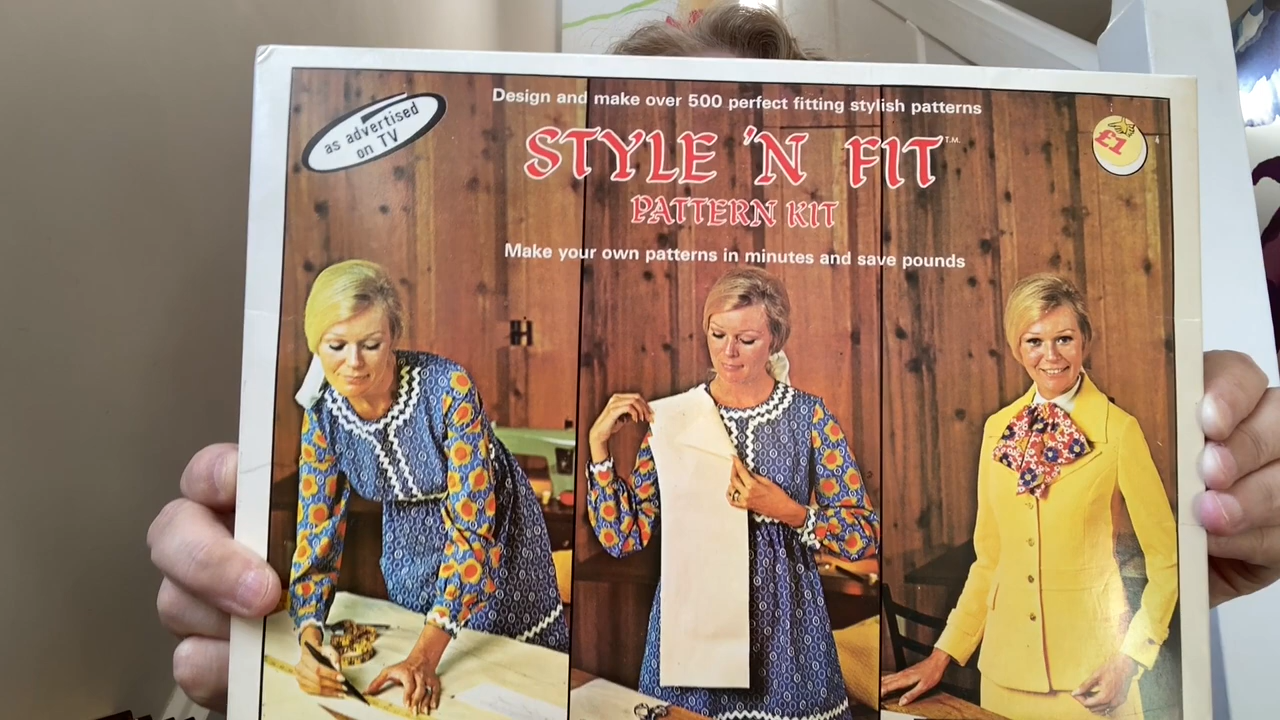 as advertised
on TV
Design and make over 500 perfect fitting stylish patterns
STYLE 'N FIT T.M.
PATTERN KIT
£1
Make your own patterns in minutes and save pounds